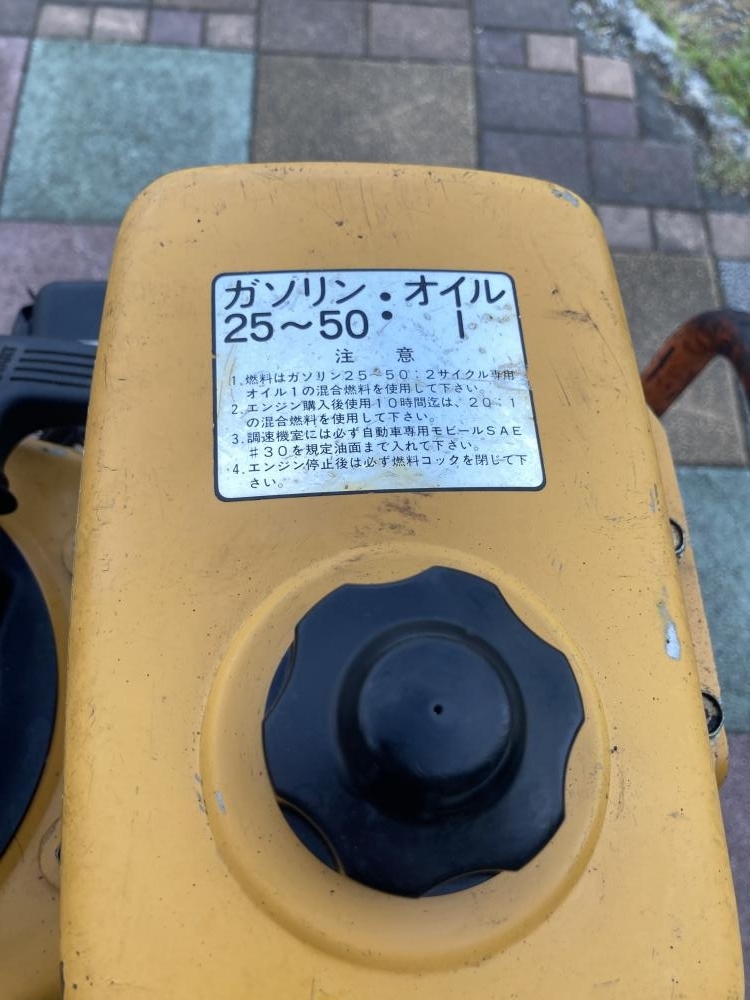 ガソリン:オイル
25～50 1
注意
1、燃料はガソリン25～50:2サイクル専用
オイル1の混合燃料を使用して下さい。
2、エンジン購入後使用10時間迄は、20:1
の混合燃料を使用して下さい。
3、調速機室には必ず自動車専用モビールSAE
#30を規定油面まで入れて下さい。
4、エンジン停止後は必ず燃料コックを閉じて下
さい。